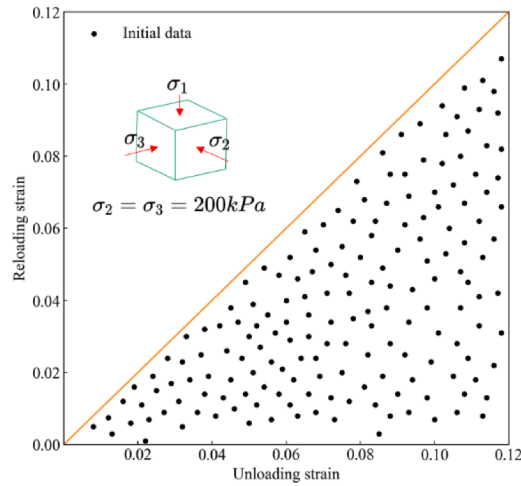 0.12
Initial data
0.10
σ1
σ3
σ2
0.08
σ2 = σ3 = 200kPa
0.06
Reloading strain
0.04
0.02
0.00
0.02 0.04 0.06 0.08 0.10 0.12
Unloading strain